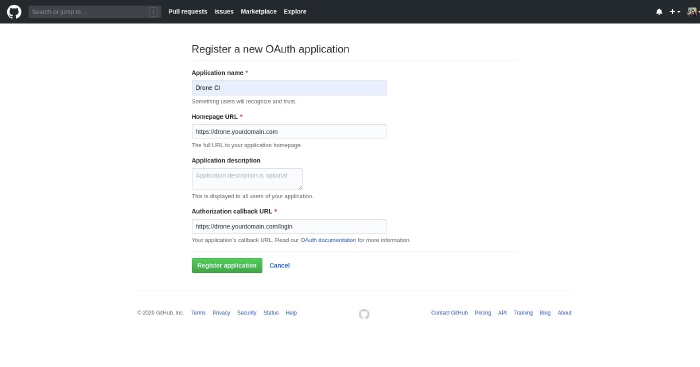 Search or jump to...
/
Pull requests Issues Marketplace Explore
Register a new OAuth application
Application name *
Drone CI
Something users will recognize and trust.
Homepage URL *
https://drone.yourdomain.com
The full URL to your application homepage.
Application description
Application description is optional
This is displayed to all users of your application.
Authorization callback URL *
https://drone.yourdomain.com/login
Your application's callback URL. Read our OAuth documentation for more information.
Register application Cancel
© 2020 GitHub, Inc. Terms Privacy Security Status Help Contact GitHub Pricing API Training Blog About